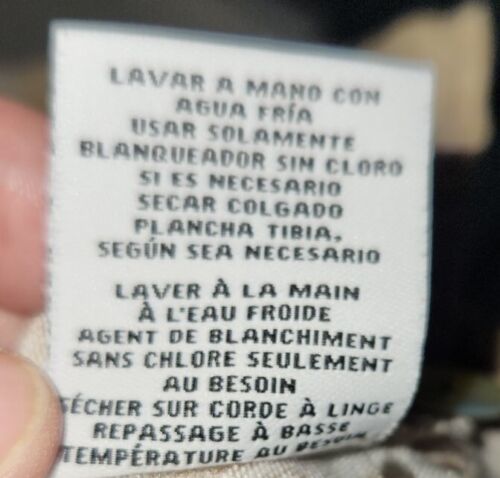 LAVAR A MANO CON
AGUA FRÍA
USAR SOLAMENTE
BLANQUEADOR SIN CLORO
SI ES NECESARIO
SECAR COLGADO
PLANCHA TIBIA,
SEGÚN SEA NECESARIO
LAVER À LA MAIN
À L'EAU FROIDE
AGENT DE BLANCHIMENT
SANS CHLORE SEULEMENT
AU BESOIN
SÉCHER SUR CORDE À LINGE
REPASSAGE À BASSE
TEMPÉRATURE AU BESOIN